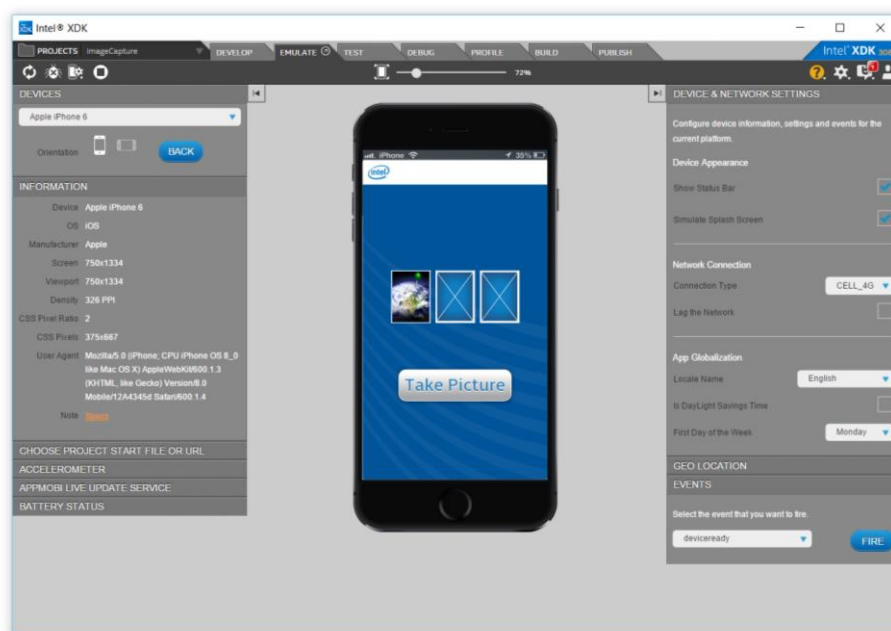 Intel® XDK
PROJECTS imageCapture
DEVELOP
EMULATE
TEST
DEBUG
PROFILE
BUILD
PUBLISH
Intel® XDK
72%
DEVICES
Apple iPhone 6
Orientation
BACK
INFORMATION
Device Apple iPhone 6
OS iOS
Manufacturer Apple
Screen 750x1334
Viewport 750x1334
Density 326 PPI
CSS Pixel Ratio 2
CSS Pixels 375x667
User Agent Mozilla/5.0 (iPhone; CPU iPhone OS 8_0
like Mac OS X) AppleWebKit/600.1.3
(KHTML, like Gecko) Version/8.0
Mobile/12A4345d Safari/600.1.4
Note Specs
CHOOSE PROJECT START FILE OR URL
ACCELEROMETER
APPMOBI LIVE UPDATE SERVICE
BATTERY STATUS
iPhone 35%
intel
Take Picture
DEVICE & NETWORK SETTINGS
Configure device information, settings and events for the
current platform.
Device Appearance
Show Status Bar
Simulate Splash Screen
Network Connection
Connection Type CELL_4G
Lag the Network
App Globalization
Locale Name English
Is DayLight Savings Time
First Day of the Week Monday
GEO LOCATION
EVENTS
Select the event that you want to fire.
deviceready
FIRE